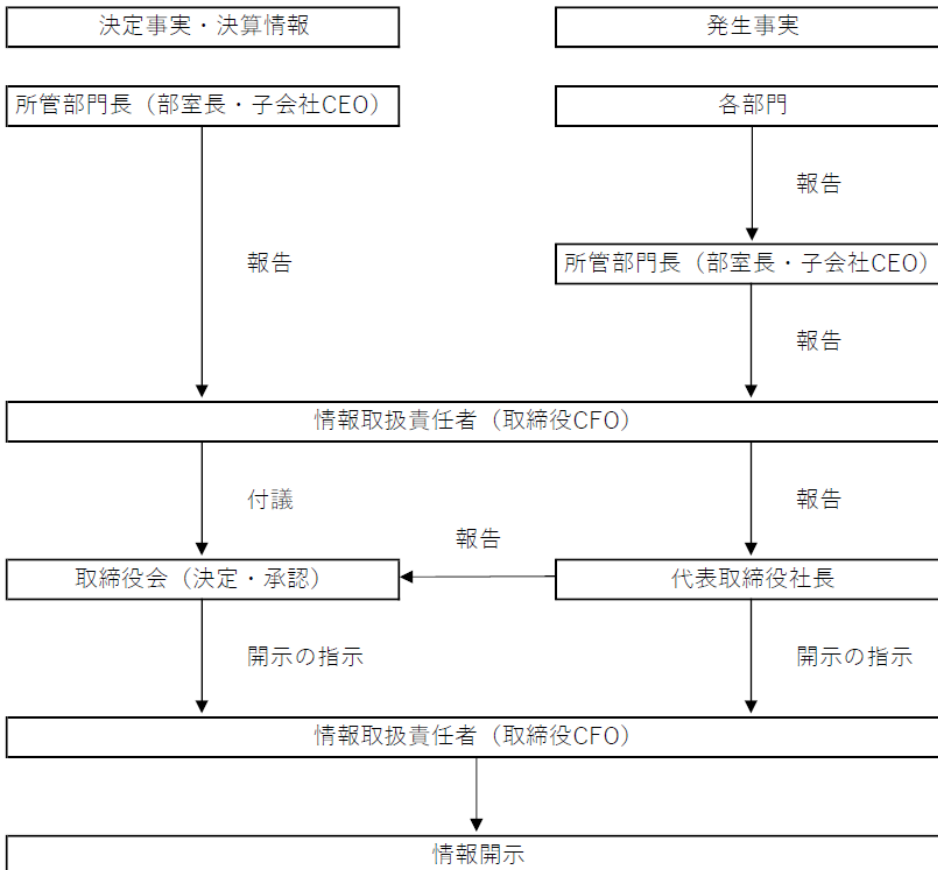 決定事実・決算情報
発生事実
所管部門長（部室長・子会社CEO）
各部門
報告
報告
所管部門長（部室長・子会社CEO）
報告
情報取扱責任者（取締役CFO）
付議
報告
報告
取締役会（決定・承認）
代表取締役社長
開示の指示
開示の指示
情報取扱責任者（取締役CFO）
情報開示